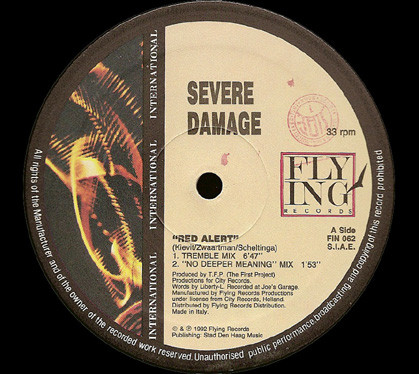 SEVERE
DAMAGE
33 rpm
FLY
ING
RECORDS
A Side
FIN 062
S.I.A.E.
"RED ALERT"
(Kievit/Zwaartman/Scheltinga)
1. TREMBLE MIX 6'47"
2. "NO DEEPER MEANING" MIX 1'53"
Produced by T.F.P. (The First Project)
Productions for City Records.
Words by Liberty-L. Recorded at Joe's Garage.
Manufactured by Flying Records Productions
under license from City Records, Holland.
Distributed by Flying Records Distribution.
Made in Italy.
© & ℗ 1992 Flying Records
Publishing: Stad Den Haag Music
INTERNATIONAL
INTERNATIONAL
INTERNATIONAL
All rights of the Manufacturer and of the owner of the recorded work reserved. Unauthorised public performance, broadcasting and copying of this record prohibited